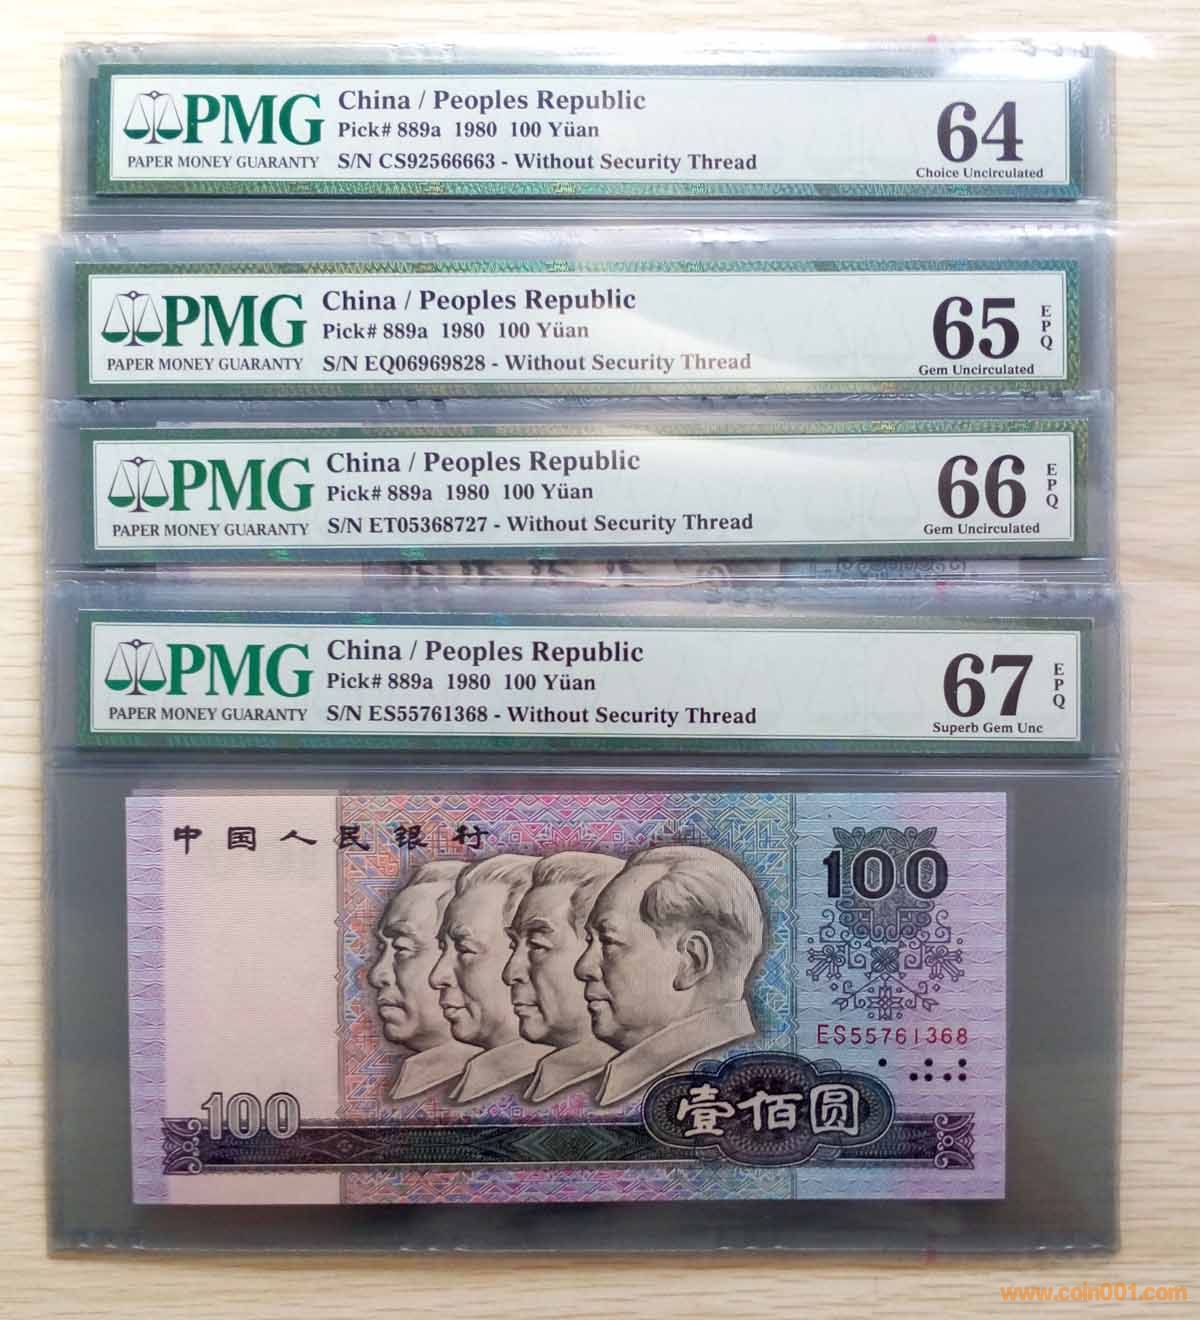 PMG
PAPER MONEY GUARANTY
China / Peoples Republic
Pick# 889a 1980 100 Yüan
S/N CS92566663 - Without Security Thread
64
Choice Uncirculated
PMG
PAPER MONEY GUARANTY
China / Peoples Republic
Pick# 889a 1980 100 Yüan
S/N EQ06969828 - Without Security Thread
65
EPQ
Gem Uncirculated
PMG
PAPER MONEY GUARANTY
China / Peoples Republic
Pick# 889a 1980 100 Yüan
S/N ET05368727 - Without Security Thread
66
EPQ
Gem Uncirculated
PMG
PAPER MONEY GUARANTY
China / Peoples Republic
Pick# 889a 1980 100 Yüan
S/N ES55761368 - Without Security Thread
67
EPQ
Superb Gem Unc
中国人民银行
100
ES55761368
100
壹佰圆
www.coin001.com